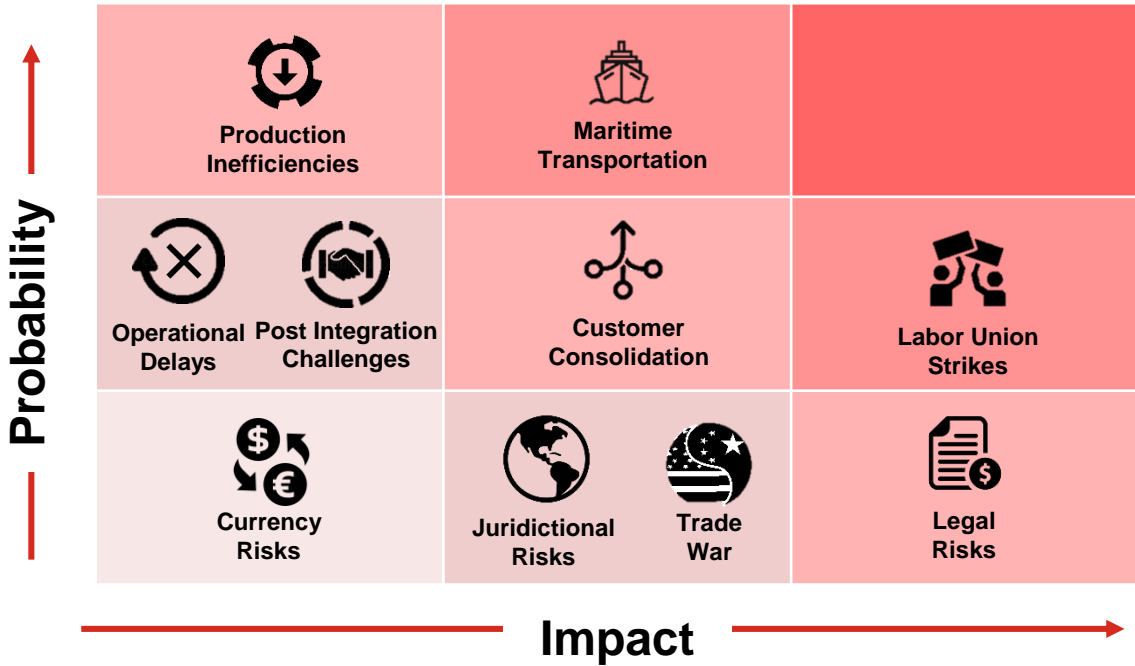 Probability
Production
Inefficiencies
Maritime
Transportation
Operational
Delays
Post Integration
Challenges
Customer
Consolidation
Labor Union
Strikes
$
€
Currency
Risks
Juridictional
Risks
Trade
War
$
Legal
Risks
Impact